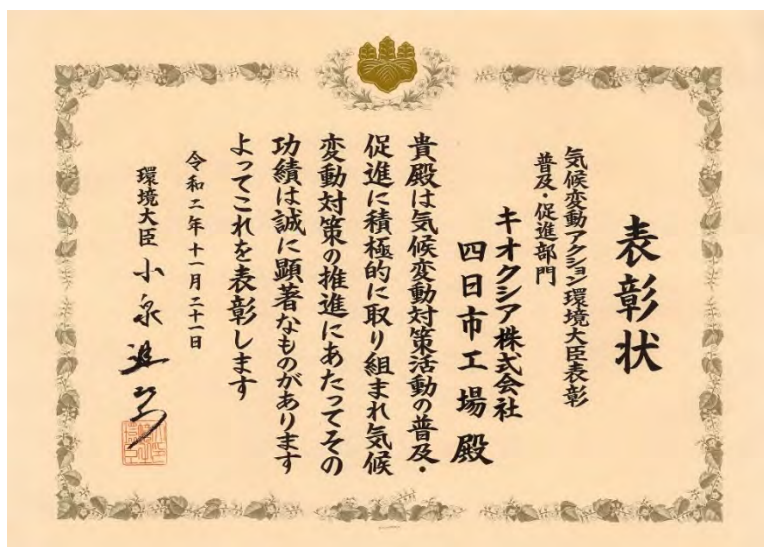 表彰状
気候変動アクション環境大臣表彰
普及・促進部門
キオクシア株式会社
四日市工場殿
貴殿は気候変動対策活動の普及・
促進に積極的に取り組まれ気候
変動対策の推進にあたってその
功績は誠に顕著なものがあります
よってこれを表彰します
令和二年十一月二十一日
環境大臣 小泉進次郎